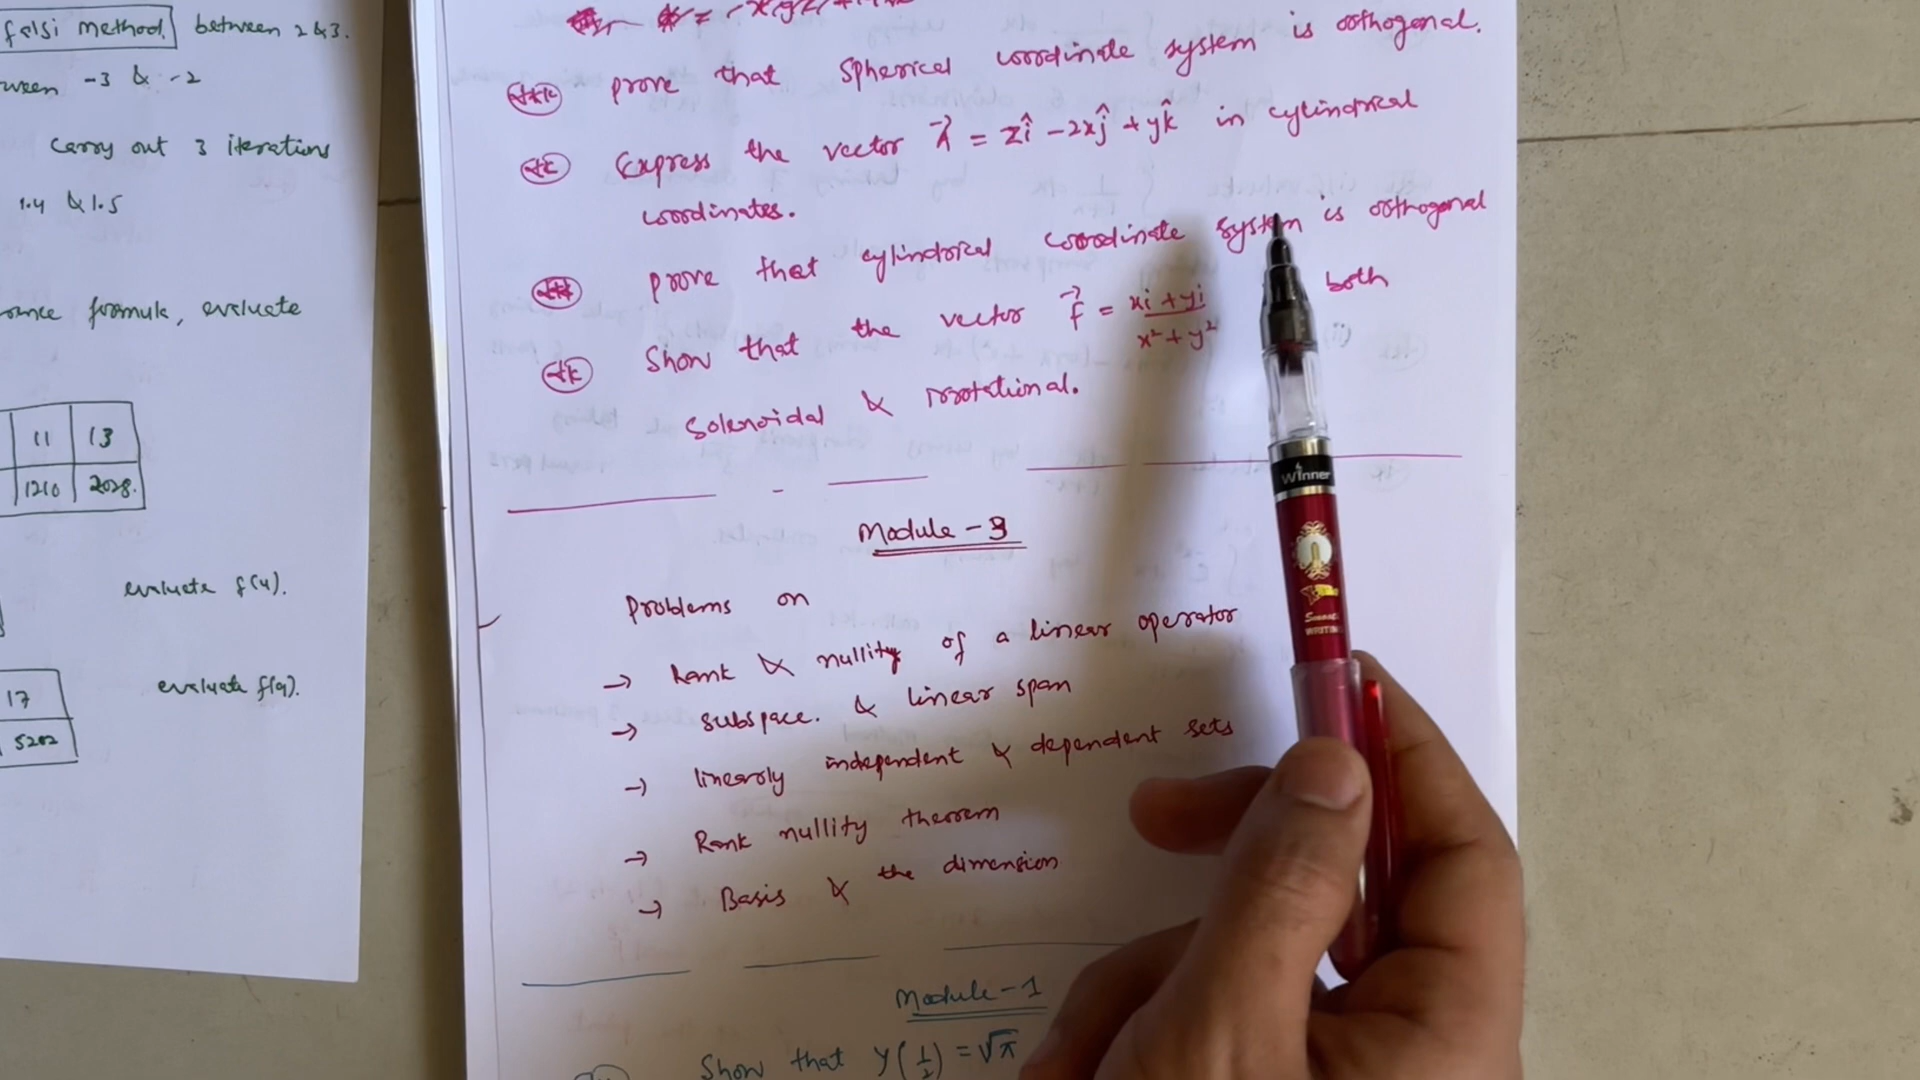 falsi method. between 2 &3.
-3 & -2
carry out 3 iterations
1.4 &1.5
formula, evaluate
11 13
1210 2028.
evaluate f(4).
17
5202
evaluate f(9).
prove that spherical coordinate system is orthogonal.
Express the vector A = zî - 2xĵ + yk̂ in cylindrical
coordinates.
prove that cylindrical coordinate system is orthogonal
Show that the vector f = xi + yj / x² + y² both
Solenoidal & irrotational.
Module - 3
problems on
→ Rank & nullity of a linear operator
→ subspace. & linear span
→ linearly independent & dependent sets
→ Rank nullity theorem
→ Basis & the dimension
Module - 1
Show that γ(1/2) = √π
Winner